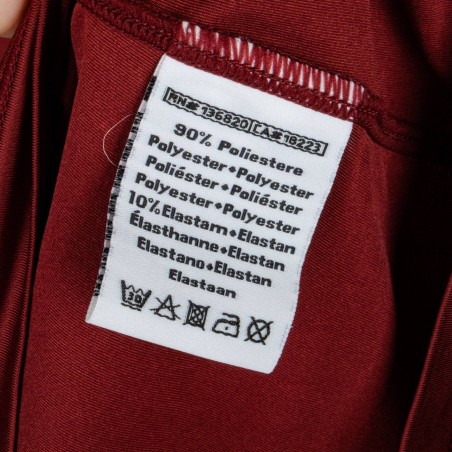 RN# 136820 CA# 18223
90% Poliestere
Polyester+Polyester
Poliéster+Poliéster
Polyester+Polyester
10% Elastam+Elastan
Élasthanne+Elastan
Elastano+Elastan
Elastaan
30